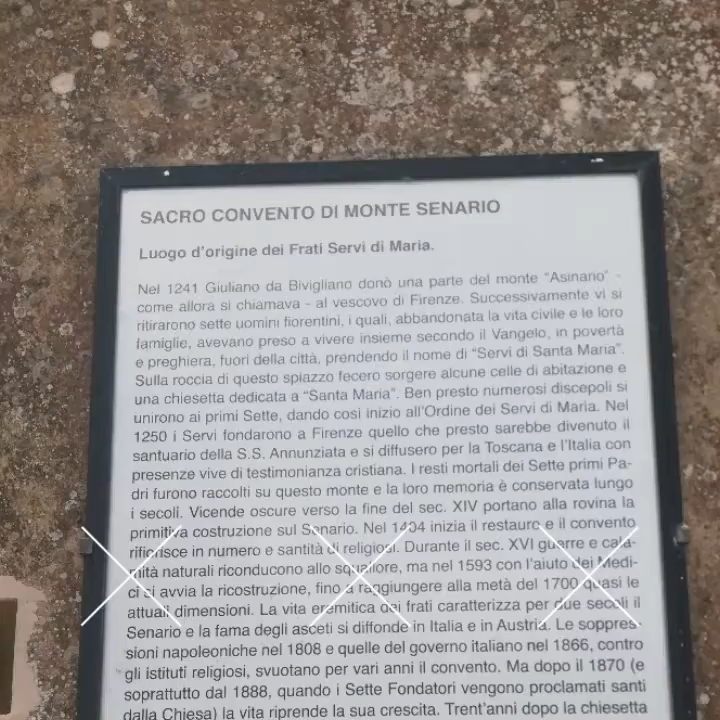 SACRO CONVENTO DI MONTE SENARIO
Luogo d'origine dei Frati Servi di Maria.
Nel 1241 Giuliano da Bivigliano donò una parte del monte "Asinario" -
come allora si chiamava - al vescovo di Firenze. Successivamente vi si
ritirarono sette uomini fiorentini, i quali, abbandonata la vita civile e le loro
famiglie, avevano preso a vivere insieme secondo il Vangelo, in povertà
e preghiera, fuori della città, prendendo il nome di "Servi di Santa Maria".
Sulla roccia di questo spiazzo fecero sorgere alcune celle di abitazione e
una chiesetta dedicata a "Santa Maria". Ben presto numerosi discepoli si
unirono ai primi Sette, dando così inizio all'Ordine dei Servi di Maria. Nel
1250 i Servi fondarono a Firenze quello che presto sarebbe divenuto il
santuario della S.S. Annunziata e si diffusero per la Toscana e l'Italia con
presenze vive di testimonianza cristiana. I resti mortali dei Sette primi Pa-
dri furono raccolti su questo monte e la loro memoria è conservata lungo
i secoli. Vicende oscure verso la fine del sec. XIV portano alla rovina la
primitiva costruzione sul Senario. Nel 1404 inizia il restauro e il convento
rifiorisce in numero e santità di religiosi. Durante il sec. XVI guerre e cala-
mità naturali riconducono allo squallore, ma nel 1593 con l'aiuto dei Medi-
ci si avvia la ricostruzione, fino a raggiungere alla metà del 1700 quasi le
attuali dimensioni. La vita eremitica dei frati caratterizza per due secoli il
Senario e la fama degli asceti si diffonde in Italia e in Austria. Le soppres-
sioni napoleoniche nel 1808 e quelle del governo italiano nel 1866, contro
gli istituti religiosi, svuotano per vari anni il convento. Ma dopo il 1870 (e
soprattutto dal 1888, quando i Sette Fondatori vengono proclamati santi
dalla Chiesa) la vita riprende la sua crescita. Trent'anni dopo la chiesetta